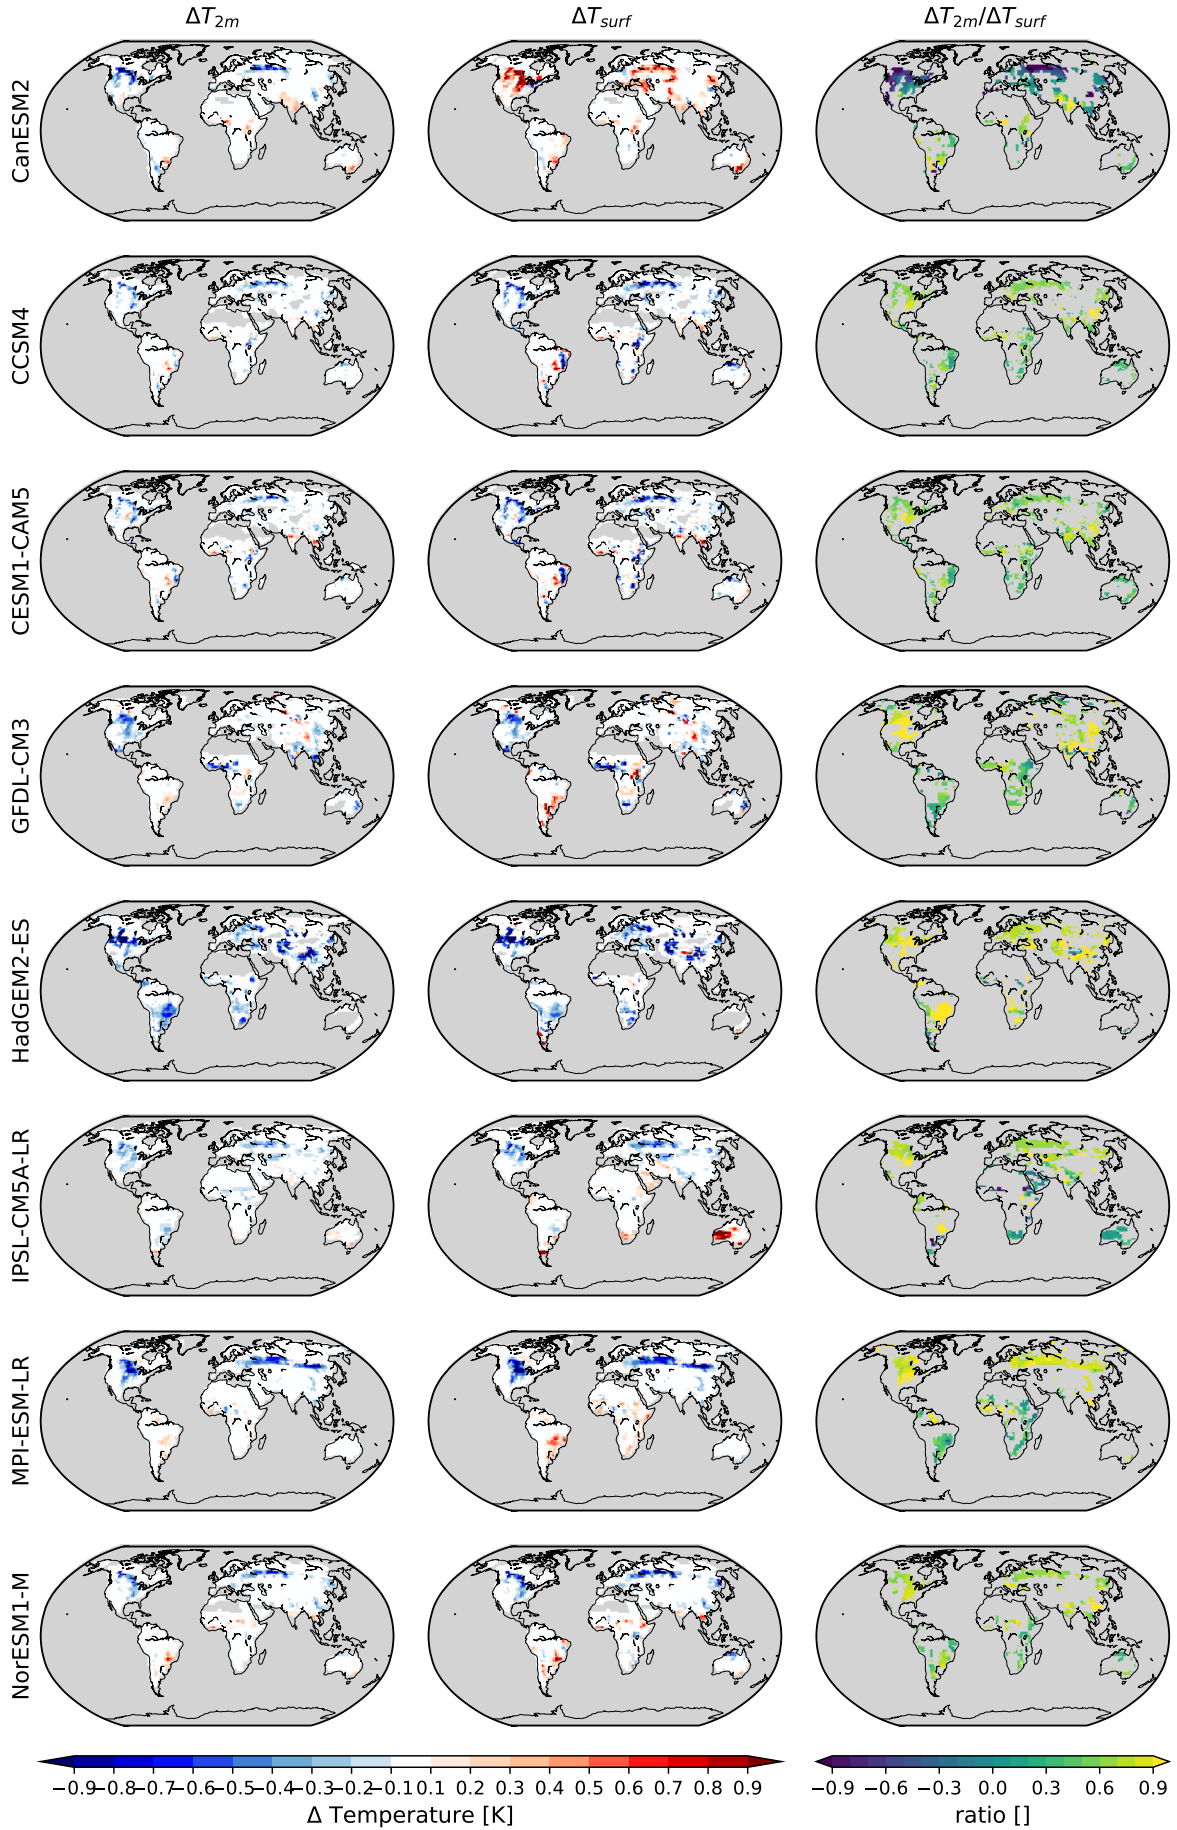 ΔT2m ΔTsurf ΔT2m/ΔTsurf
CanESM2
CCSM4
CESM1-CAM5
GFDL-CM3
HadGEM2-ES
IPSL-CM5A-LR
MPI-ESM-LR
NorESM1-M
−0.9−0.8−0.7−0.6−0.5−0.4−0.3−0.2−0.1 0.1 0.2 0.3 0.4 0.5 0.6 0.7 0.8 0.9
Δ Temperature [K]
−0.9 −0.6 −0.3 0.0 0.3 0.6 0.9
ratio []